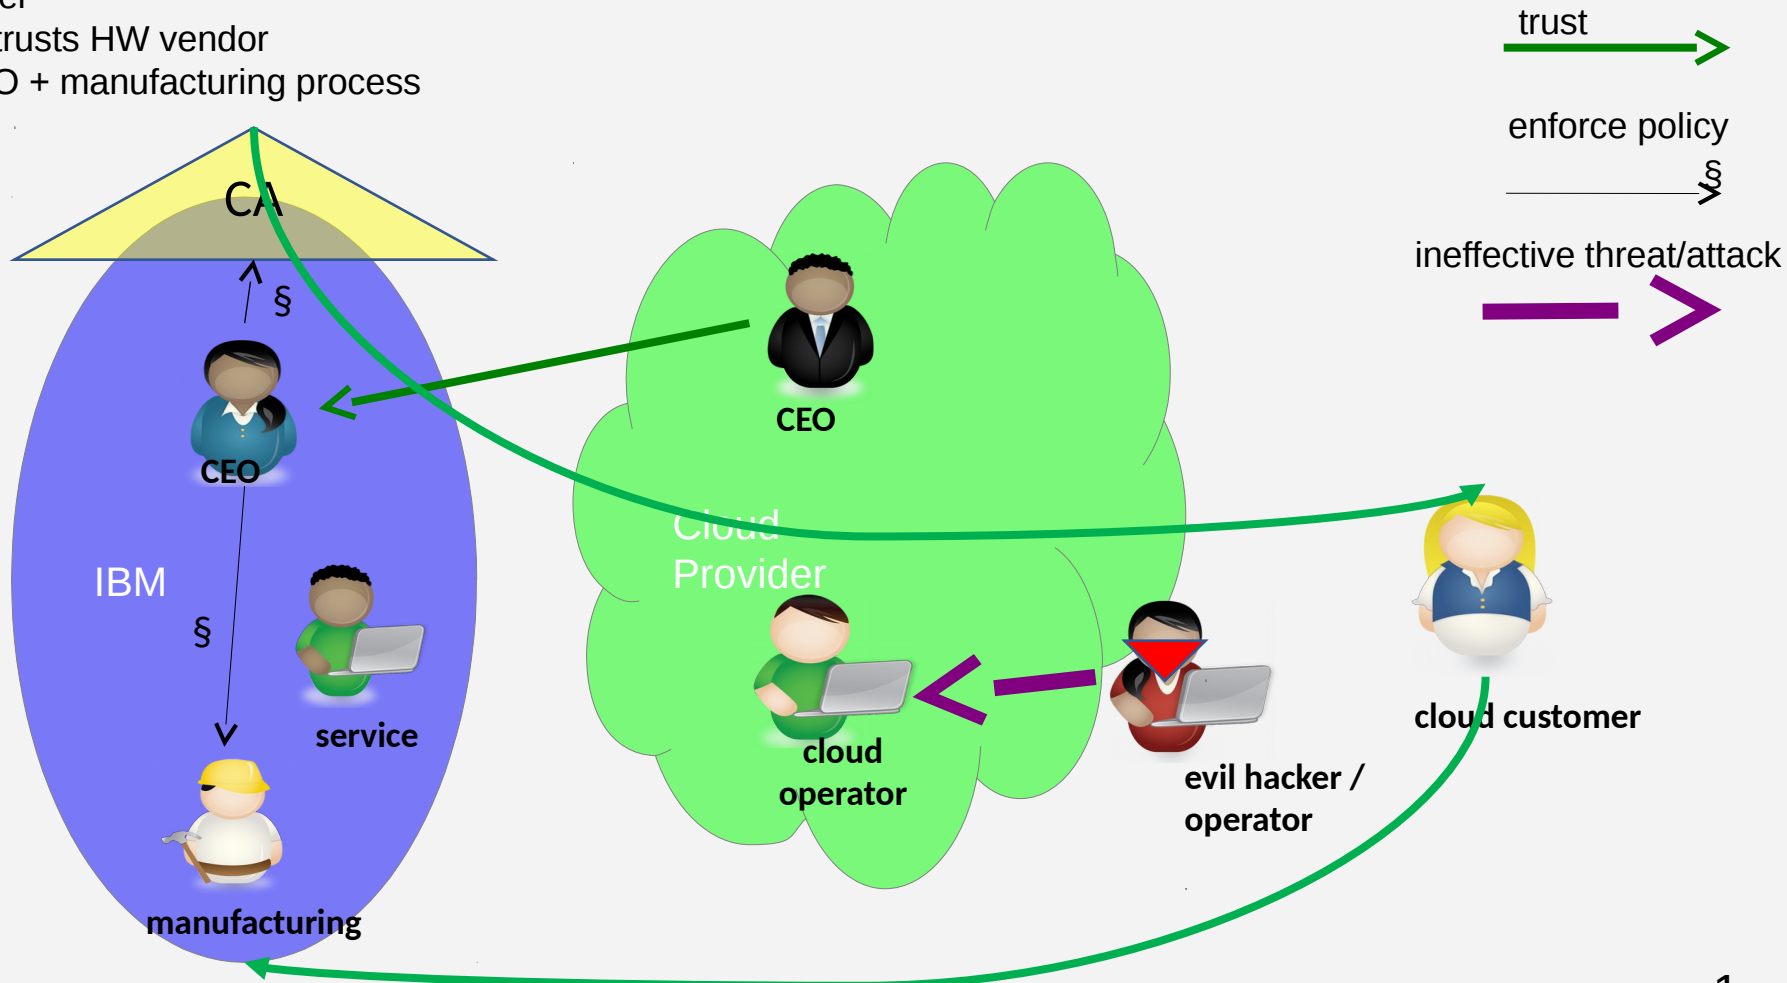 trusts HW vendor
O + manufacturing process
trust
enforce policy
§
ineffective threat/attack
CA
§
CEO
CEO
IBM
§
service
manufacturing
Cloud
Provider
cloud
operator
evil hacker /
operator
cloud customer